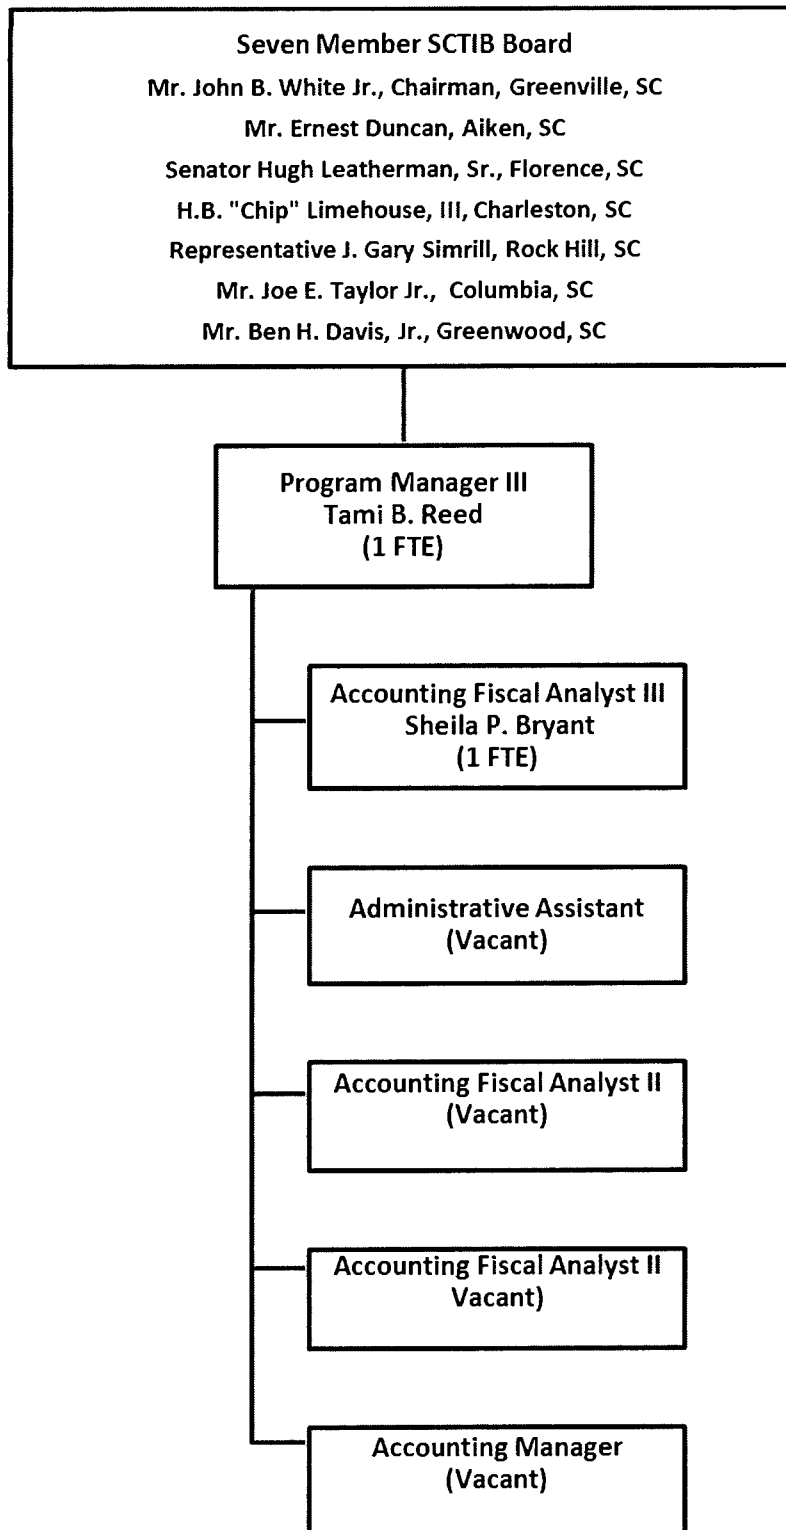 Seven Member SCTIB Board
Mr. John B. White Jr., Chairman, Greenville, SC
Mr. Ernest Duncan, Aiken, SC
Senator Hugh Leatherman, Sr., Florence, SC
H.B. "Chip" Limehouse, III, Charleston, SC
Representative J. Gary Simrill, Rock Hill, SC
Mr. Joe E. Taylor Jr., Columbia, SC
Mr. Ben H. Davis, Jr., Greenwood, SC
Program Manager III
Tami B. Reed
(1 FTE)
Accounting Fiscal Analyst III
Sheila P. Bryant
(1 FTE)
Administrative Assistant
(Vacant)
Accounting Fiscal Analyst II
(Vacant)
Accounting Fiscal Analyst II
Vacant)
Accounting Manager
(Vacant)